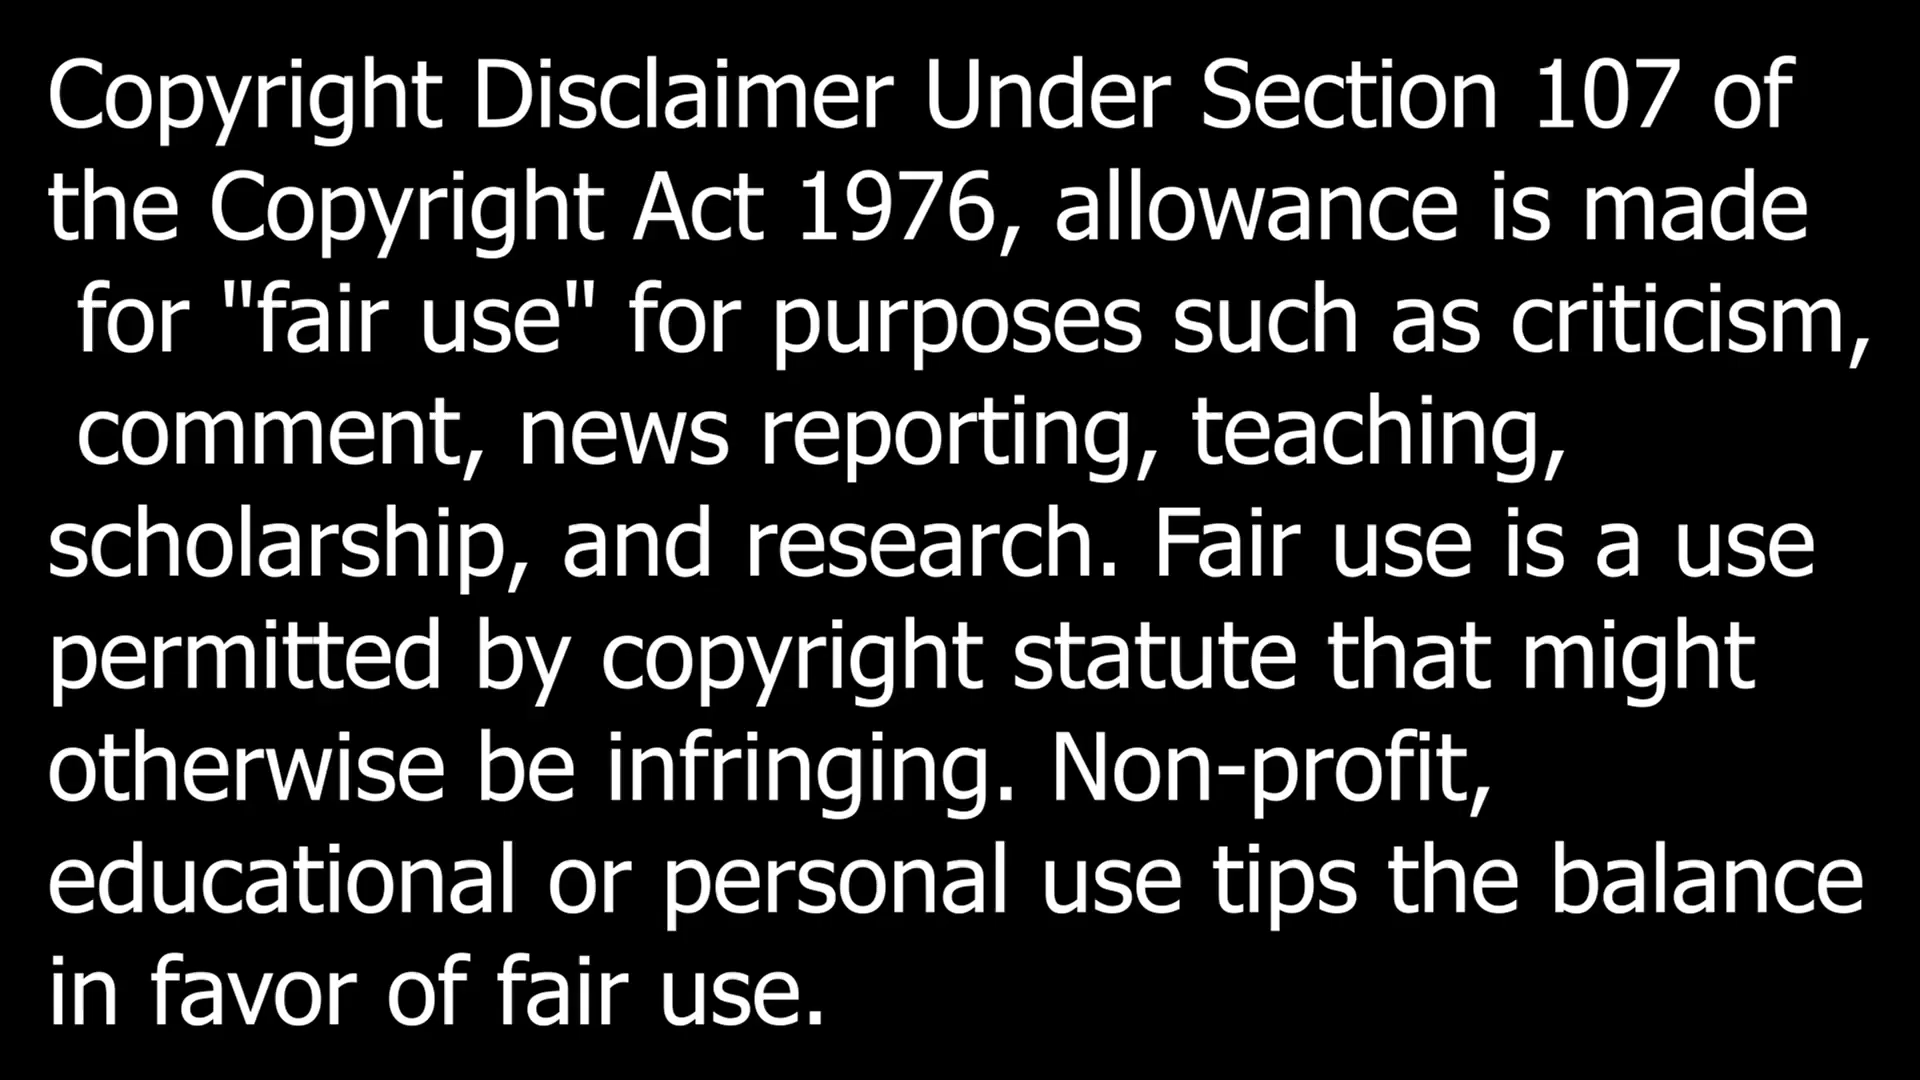 Copyright Disclaimer Under Section 107 of
the Copyright Act 1976, allowance is made
for "fair use" for purposes such as criticism,
comment, news reporting, teaching,
scholarship, and research. Fair use is a use
permitted by copyright statute that might
otherwise be infringing. Non-profit,
educational or personal use tips the balance
in favor of fair use.